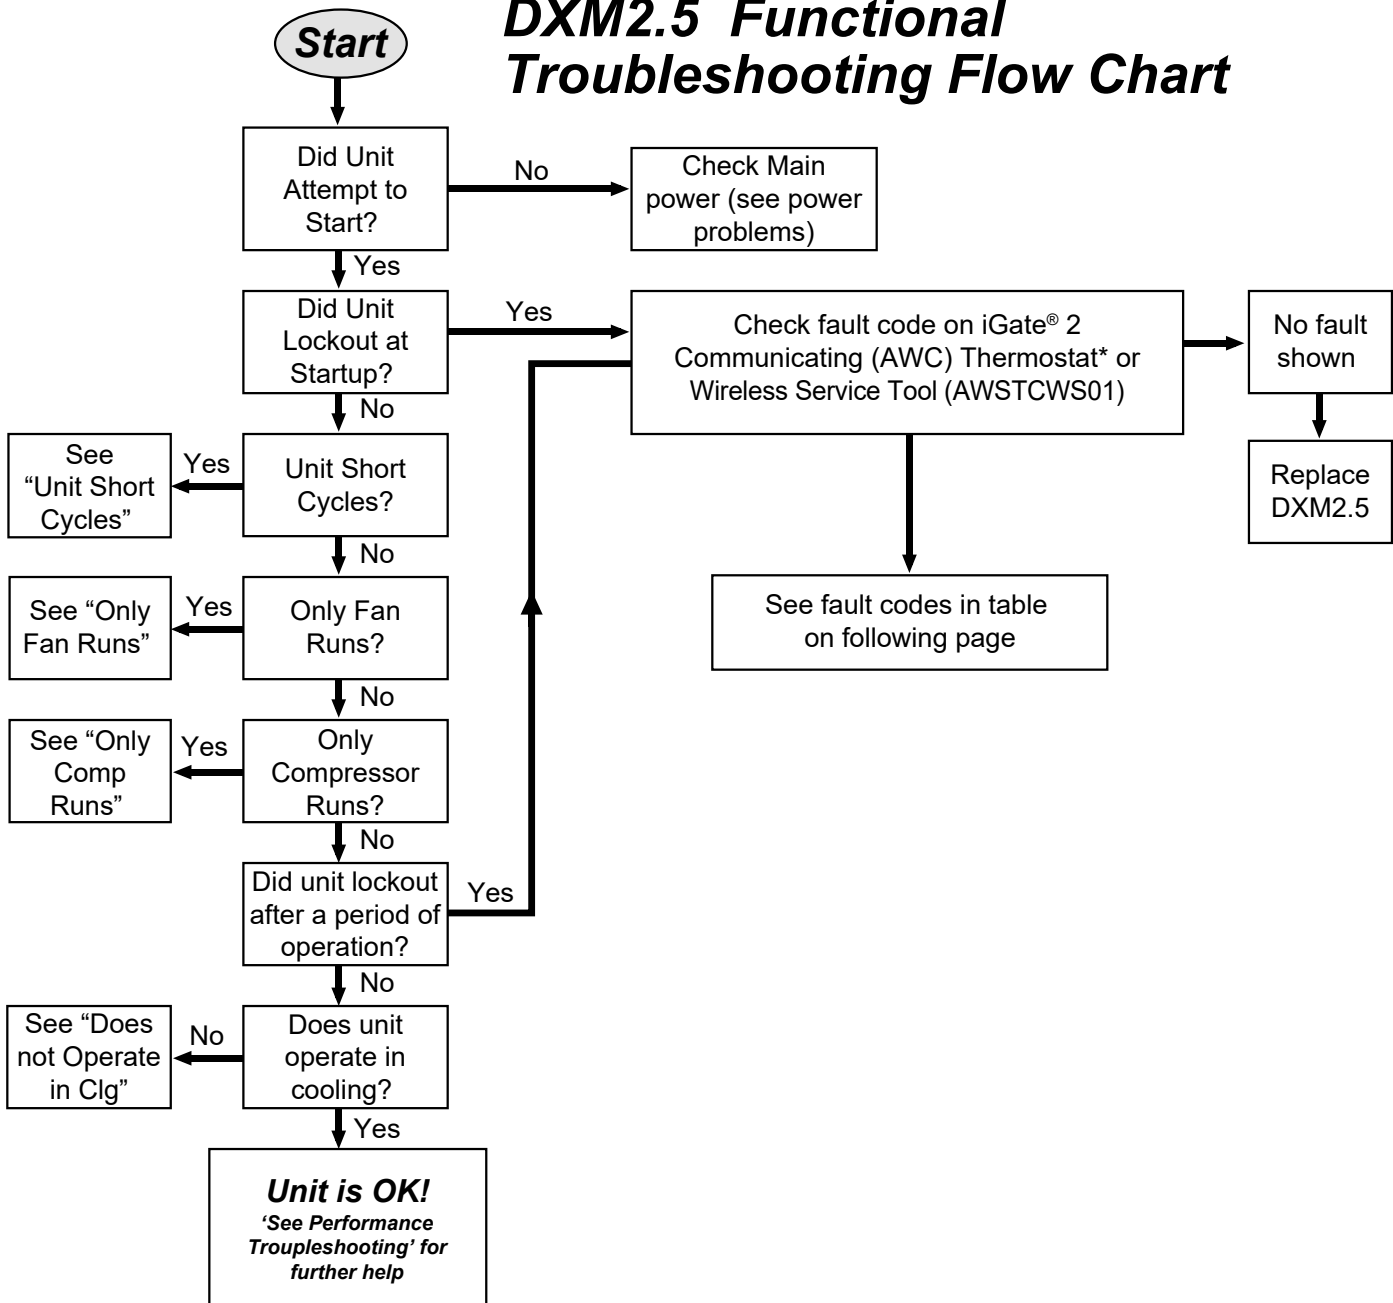 DXM2.5 Functional
Troubleshooting Flow Chart
Start
Did Unit
Attempt to
Start?
No
Check Main
power (see power
problems)
Yes
Did Unit
Lockout at
Startup?
Yes
Check fault code on iGate® 2
Communicating (AWC) Thermostat* or
Wireless Service Tool (AWSTCWS01)
No fault
shown
Replace
DXM2.5
See fault codes in table
on following page
No
Unit Short
Cycles?
Yes
See
“Unit Short
Cycles”
No
Only Fan
Runs?
Yes
See “Only
Fan Runs”
No
Only
Compressor
Runs?
Yes
See “Only
Comp
Runs”
No
Did unit lockout
after a period of
operation?
Yes
No
Does unit
operate in
cooling?
No
See “Does
not Operate
in Clg”
Yes
Unit is OK!
‘See Performance
Troupleshooting’ for
further help